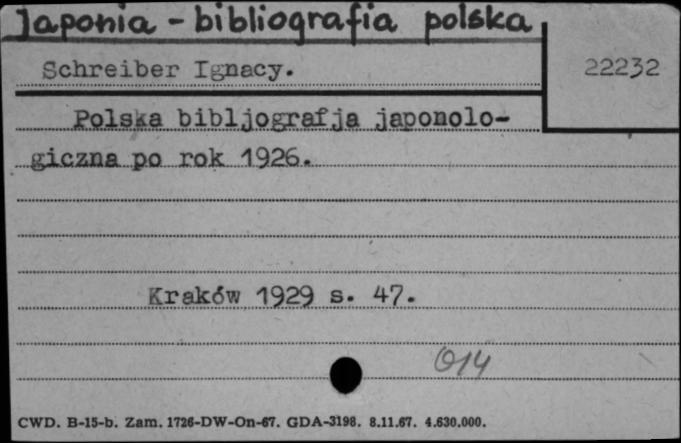 Japonia - bibliografia polska
Schreiber Ignacy.
22232
Polska bibljografja japonolo-
giczna po rok 1926.
Kraków 1929 s. 47.
014
CWD. B-15-b. Zam. 1726-DW-On-67. GDA-3198. 8.11.67. 4.630.000.